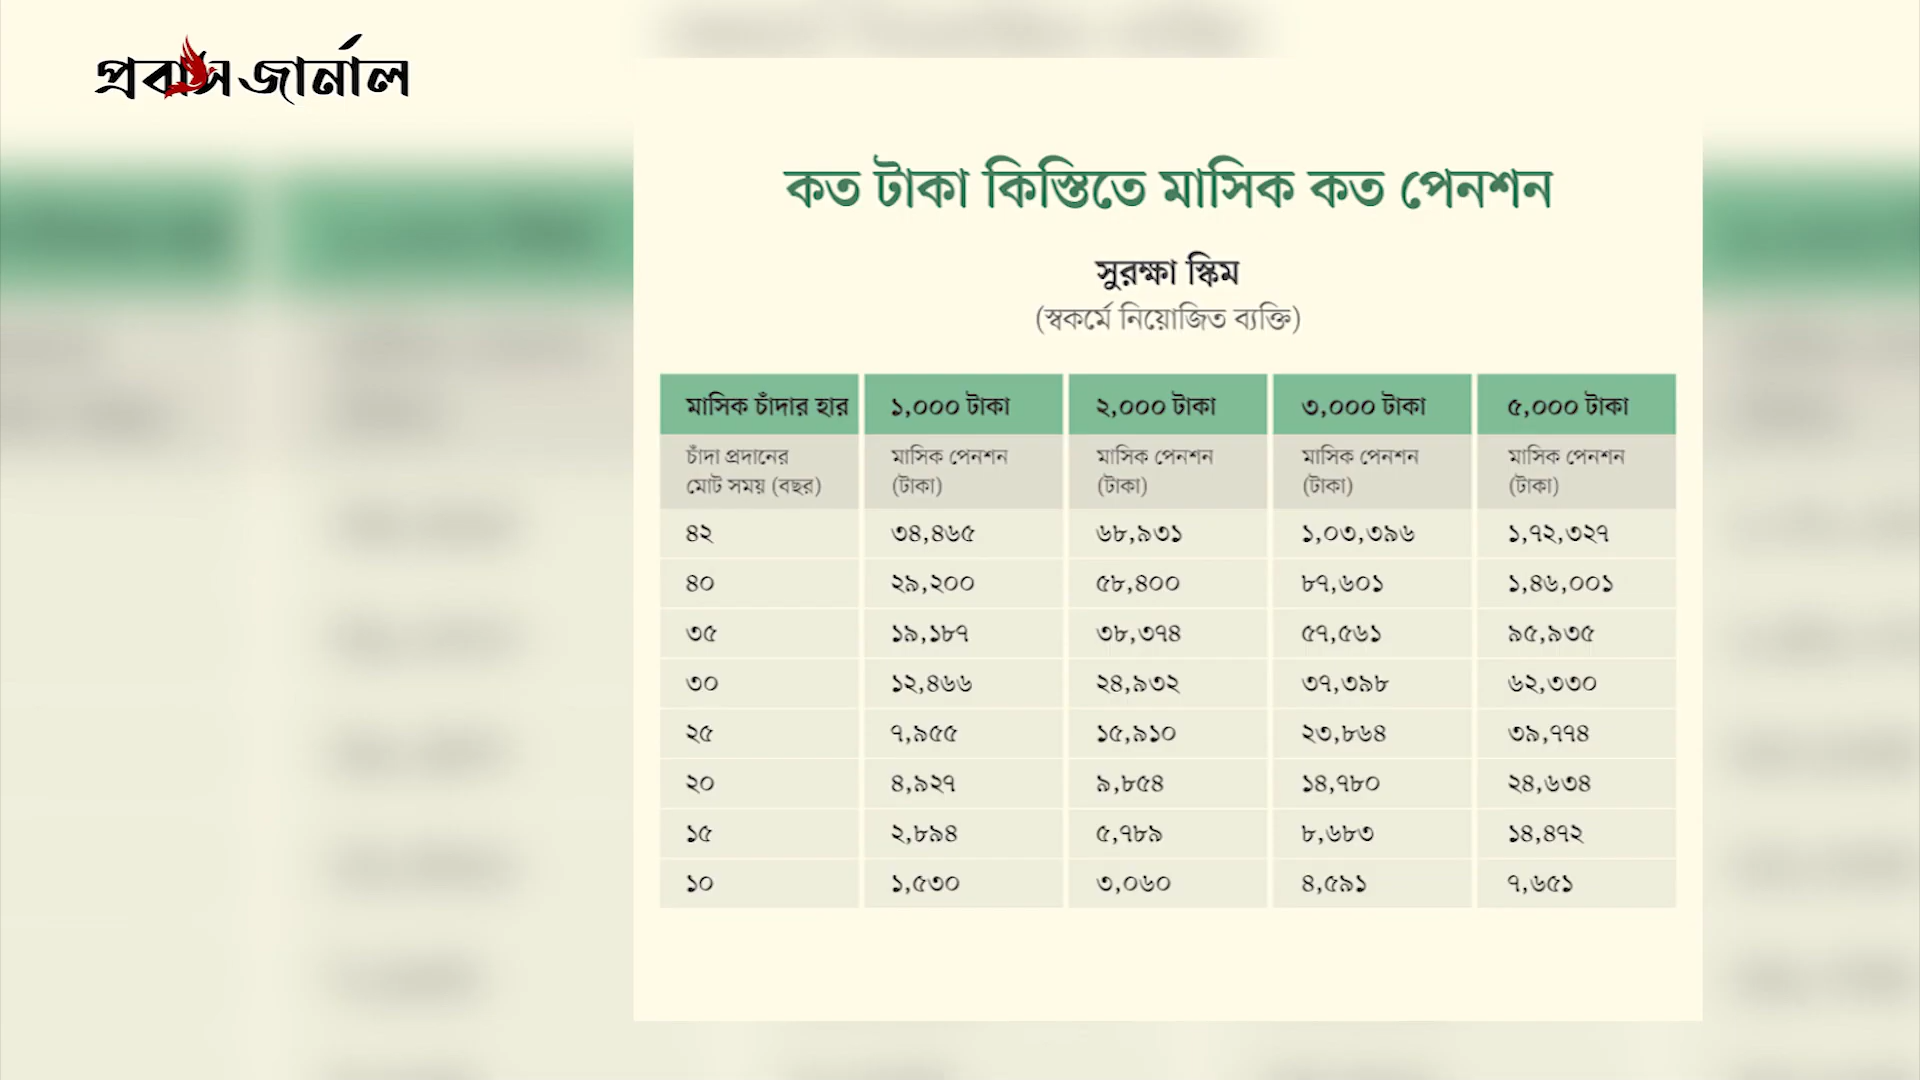 প্রবাস জার্নাল
কত টাকা কিস্তিতে মাসিক কত পেনশন
সুরক্ষা স্কিম
(স্বকর্মে নিয়োজিত ব্যক্তি)
মাসিক চাঁদার হার ১,০০০ টাকা ২,০০০ টাকা ৩,০০০ টাকা ৫,০০০ টাকা
চাঁদা প্রদানের মাসিক পেনশন মাসিক পেনশন মাসিক পেনশন মাসিক পেনশন
মোট সময় (বছর) (টাকা) (টাকা) (টাকা) (টাকা)
৪২ ৩৪,৪৬৫ ৬৮,৯৩১ ১,০৩,৩৯৬ ১,৭২,৩২৭
৪০ ২৯,২০০ ৫৮,৪০০ ৮৭,৬০১ ১,৪৬,০০১
৩৫ ১৯,১৮৭ ৩৮,৩৭৪ ৫৭,৫৬১ ৯৫,৯৩৫
৩০ ১২,৪৬৬ ২৪,৯৩২ ৩৭,৩৯৮ ৬২,৩৩০
২৫ ৭,৯৫৫ ১৫,৯১০ ২৩,৮৬৪ ৩৯,৭৭৪
২০ ৪,৯২৭ ৯,৮৫৪ ১৪,৭৮০ ২৪,৬৩৪
১৫ ২,৮৯৪ ৫,৭৮৯ ৮,৬৮৩ ১৪,৪৭২
১০ ১,৫৩০ ৩,০৬০ ৪,৫৯১ ৭,৬৫১